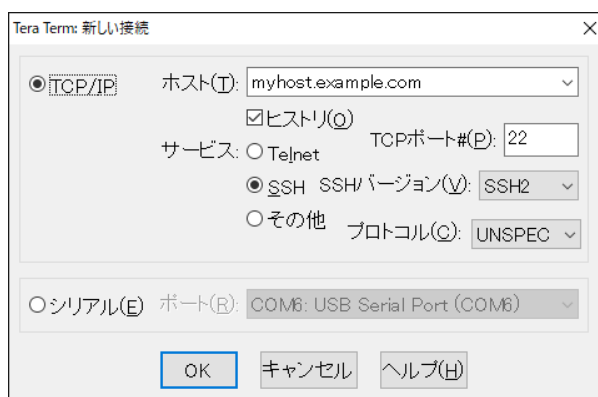 Tera Term: 新しい接続
TCP/IP
ホスト(T): myhost.example.com
ヒストリ(O)
サービス: Telnet
TCPポート#(P): 22
SSH SSHバージョン(V): SSH2
その他 プロトコル(C): UNSPEC
シリアル(E) ポート(R): COM6: USB Serial Port (COM6)
OK キャンセル ヘルプ(H)